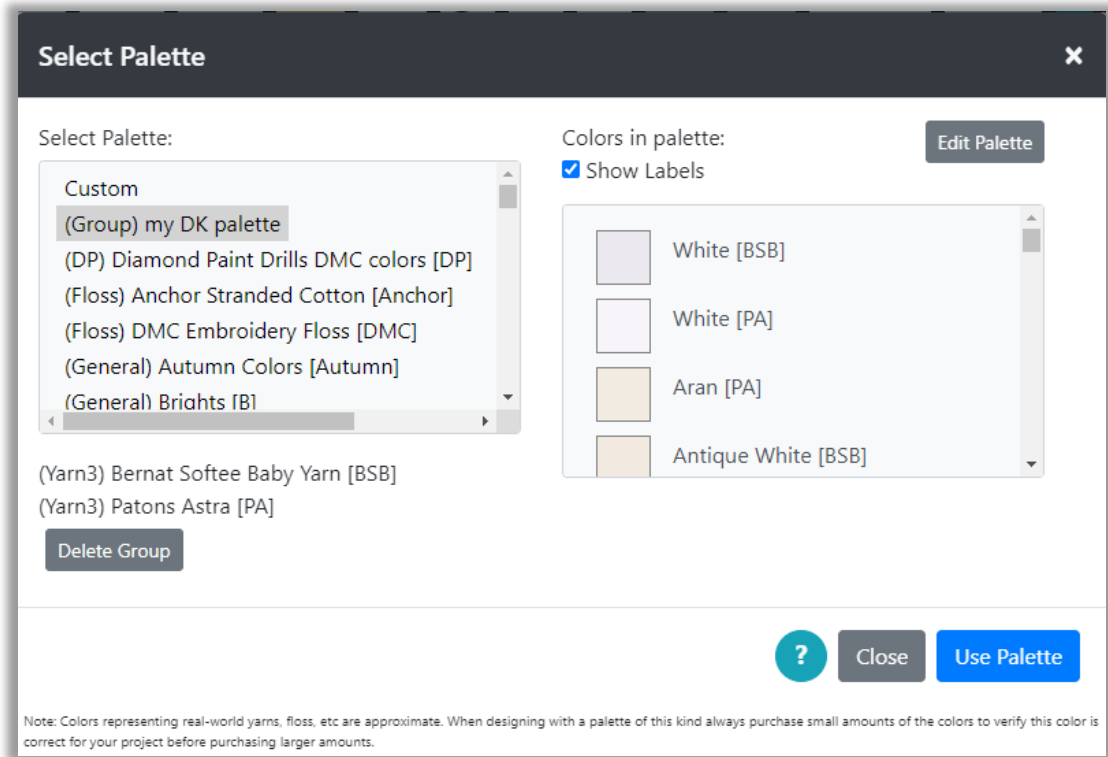 Select Palette
×
Select Palette:
Custom
(Group) my DK palette
(DP) Diamond Paint Drills DMC colors [DP]
(Floss) Anchor Stranded Cotton [Anchor]
(Floss) DMC Embroidery Floss [DMC]
(General) Autumn Colors [Autumn]
(General) Brights [B]
(Yarn3) Bernat Softee Baby Yarn [BSB]
(Yarn3) Patons Astra [PA]
Delete Group
Colors in palette:
Show Labels
Edit Palette
White [BSB]
White [PA]
Aran [PA]
Antique White [BSB]
?
Close
Use Palette
Note: Colors representing real-world yarns, floss, etc are approximate. When designing with a palette of this kind always purchase small amounts of the colors to verify this color is
correct for your project before purchasing larger amounts.